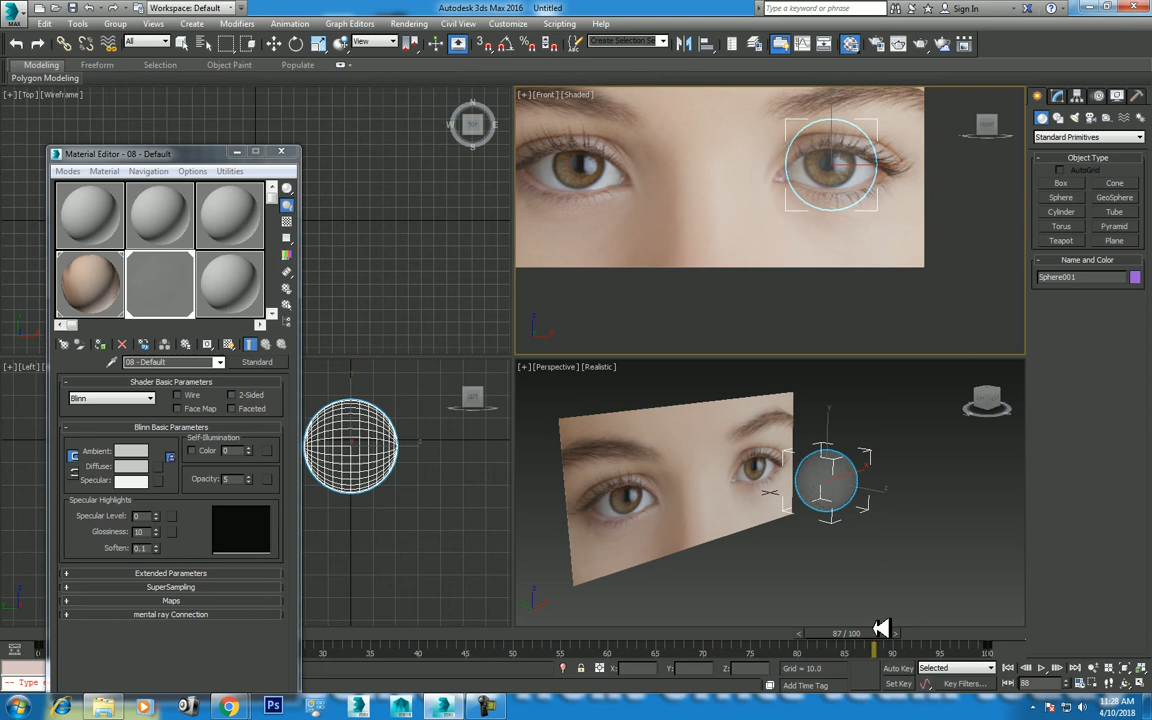 MAX
Workspace: Default
Autodesk 3ds Max 2016 Untitled
Type a keyword or phrase
Sign In
Edit Tools Group Views Create Modifiers Animation Graph Editors Rendering Civil View Customize Scripting Help
All View Create Selection Se
Modeling Freeform Selection Object Paint Populate
Polygon Modeling
[+] [Top] [Wireframe]
[+] [Front] [Shaded]
N
W E
S
TOP
FRONT
Standard Primitives
Material Editor - 08 - Default
Modes Material Navigation Options Utilities
Object Type
AutoGrid
Box Cone
Sphere GeoSphere
Cylinder Tube
Torus Pyramid
Teapot Plane
Name and Color
Sphere001
08 - Default Standard
[+] [Left]
[+] [Perspective] [Realistic]
LEFT
Shader Basic Parameters
Blinn Wire 2-Sided
Face Map Faceted
Blinn Basic Parameters
Self-Illumination
Ambient: Color 0
Diffuse:
Specular: Opacity: 5
Specular Highlights
Specular Level: 0
Glossiness: 10
Soften: 0.1
Extended Parameters
SuperSampling
Maps
mental ray Connection
87 / 100
25 30 35 40 45 50 55 60 65 70 75 80 85 90 95 100
X: Y: Z: Grid = 10.0 Auto Key Selected
Add Time Tag Set Key Key Filters... 88
11:28 AM
4/10/2018